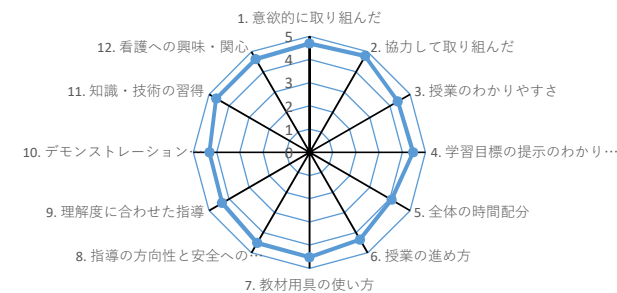 1. 意欲的に取り組んだ
2. 協力して取り組んだ
3. 授業のわかりやすさ
4. 学習目標の提示のわかり…
5. 全体の時間配分
6. 授業の進め方
7. 教材用具の使い方
8. 指導の方向性と安全への…
9. 理解度に合わせた指導
10. デモンストレーション…
11. 知識・技術の習得
12. 看護への興味・関心
5
4
3
2
1
0